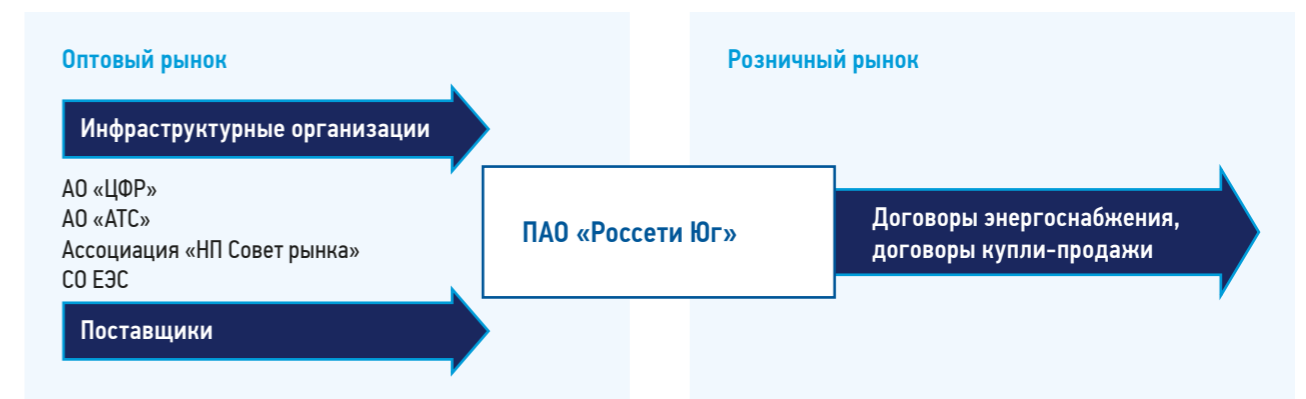 Оптовый рынок
Инфраструктурные организации
АО «ЦФР»
АО «АТС»
Ассоциация «НП Совет рынка»
СО ЕЭС
Поставщики
ПАО «Россети Юг»
Розничный рынок
Договоры энергоснабжения,
договоры купли-продажи